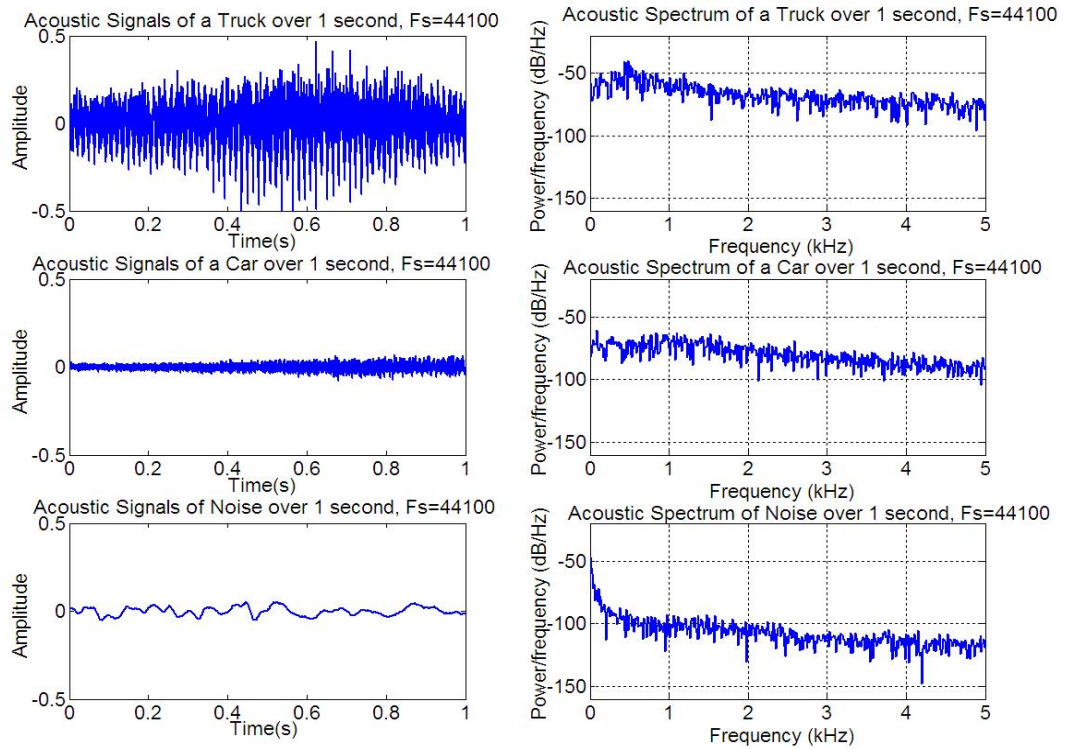 Acoustic Signals of a Truck over 1 second, Fs=44100
0.5
0
-0.5
Amplitude
0 0.2 0.4 0.6 0.8 1
Time(s)
Acoustic Spectrum of a Truck over 1 second, Fs=44100
-50
-100
-150
Power/frequency (dB/Hz)
0 1 2 3 4 5
Frequency (kHz)
Acoustic Signals of a Car over 1 second, Fs=44100
0.5
0
-0.5
Amplitude
0 0.2 0.4 0.6 0.8 1
Time(s)
Acoustic Spectrum of a Car over 1 second, Fs=44100
-50
-100
-150
Power/frequency (dB/Hz)
0 1 2 3 4 5
Frequency (kHz)
Acoustic Signals of Noise over 1 second, Fs=44100
0.5
0
-0.5
Amplitude
0 0.2 0.4 0.6 0.8 1
Time(s)
Acoustic Spectrum of Noise over 1 second, Fs=44100
-50
-100
-150
Power/frequency (dB/Hz)
0 1 2 3 4 5
Frequency (kHz)